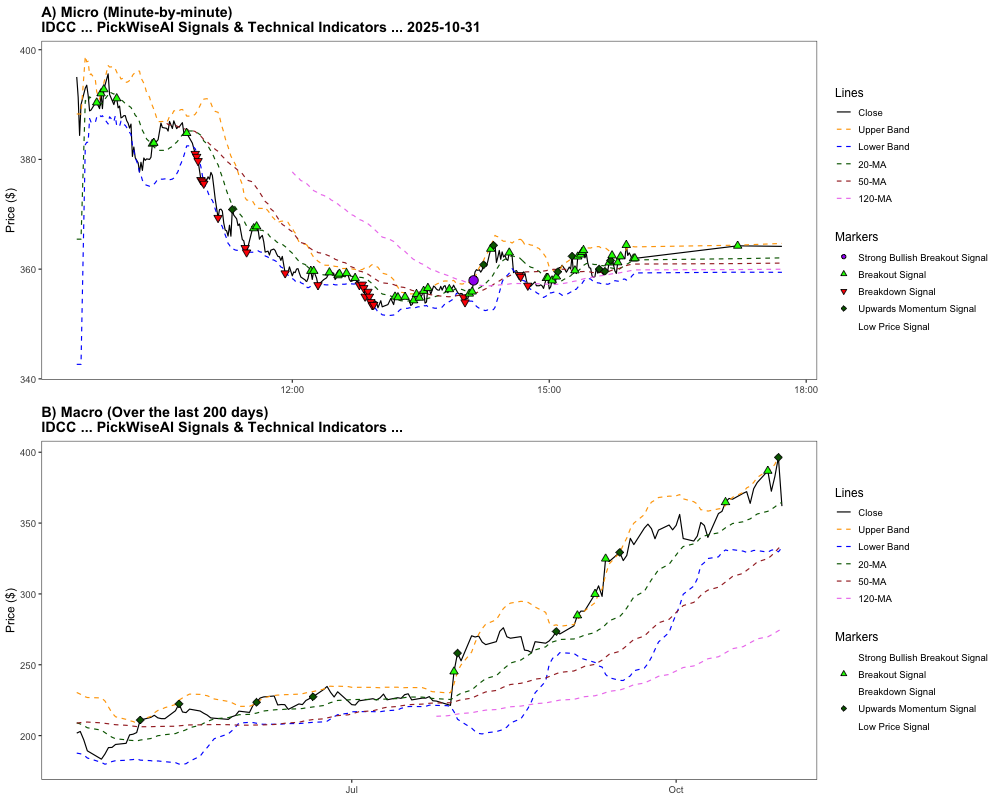 A) Micro (Minute-by-minute)
IDCC ... PickWiseAI Signals & Technical Indicators ... 2025-10-31
Price ($)
400
380
360
340
12:00
15:00
18:00
Lines
Close
Upper Band
Lower Band
20-MA
50-MA
120-MA
Markers
Strong Bullish Breakout Signal
Breakout Signal
Breakdown Signal
Upwards Momentum Signal
Low Price Signal
B) Macro (Over the last 200 days)
IDCC ... PickWiseAI Signals & Technical Indicators ...
Price ($)
400
350
300
250
200
Jul
Oct
Lines
Close
Upper Band
Lower Band
20-MA
50-MA
120-MA
Markers
Strong Bullish Breakout Signal
Breakout Signal
Breakdown Signal
Upwards Momentum Signal
Low Price Signal